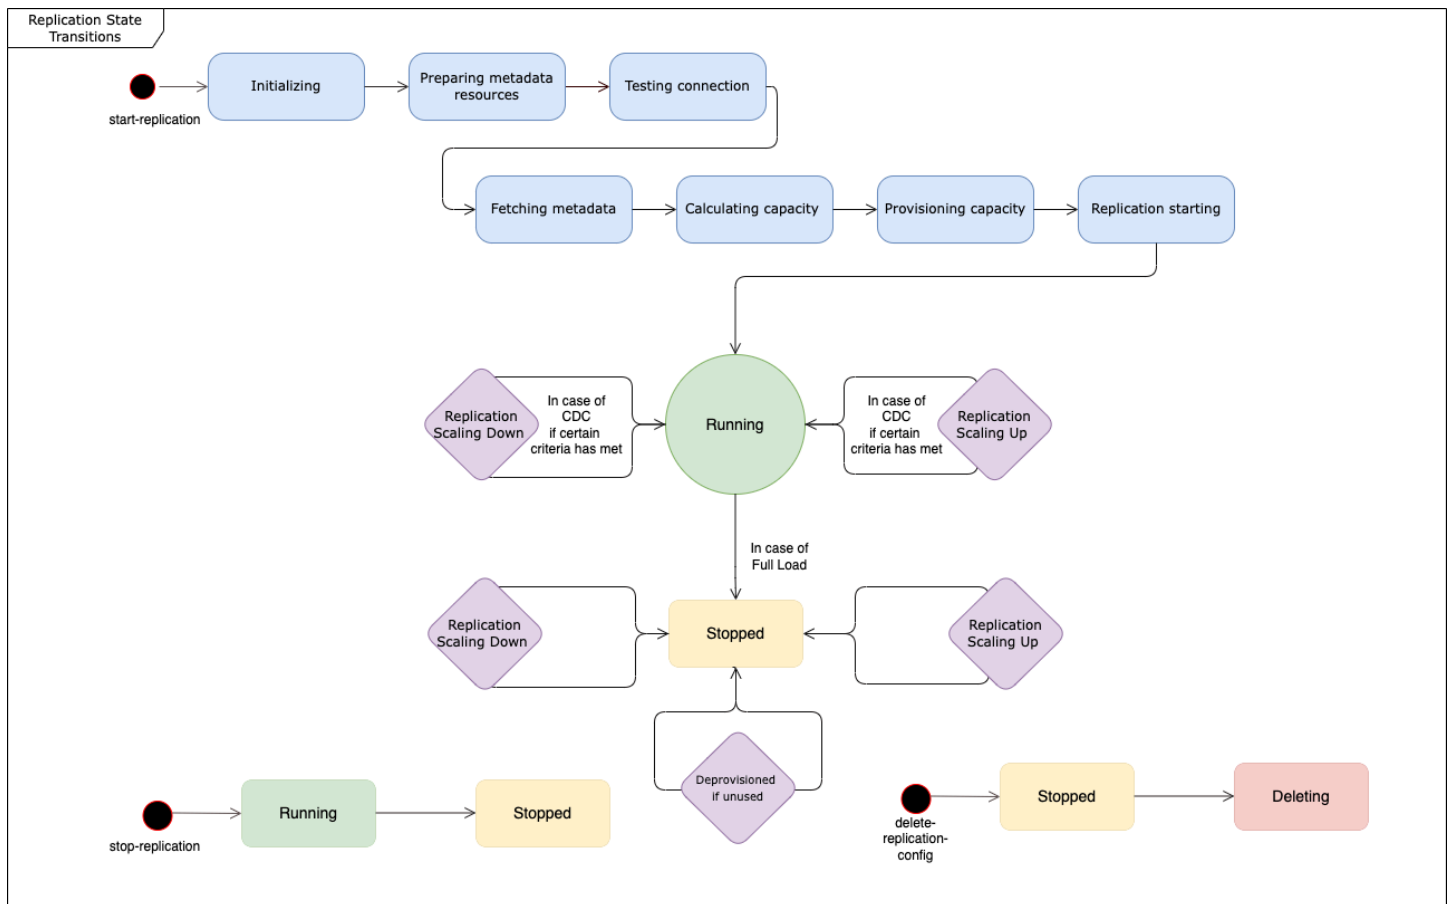 Replication State
Transitions
Initializing
Preparing metadata
resources
Testing connection
start-replication
Fetching metadata
Calculating capacity
Provisioning capacity
Replication starting
Replication
Scaling Down
In case of
CDC
if certain
criteria has met
Running
In case of
CDC
if certain
criteria has met
Replication
Scaling Up
In case of
Full Load
Replication
Scaling Down
Stopped
Replication
Scaling Up
Deprovisioned
if unused
stop-replication
Running
Stopped
delete-
replication-
config
Stopped
Deleting